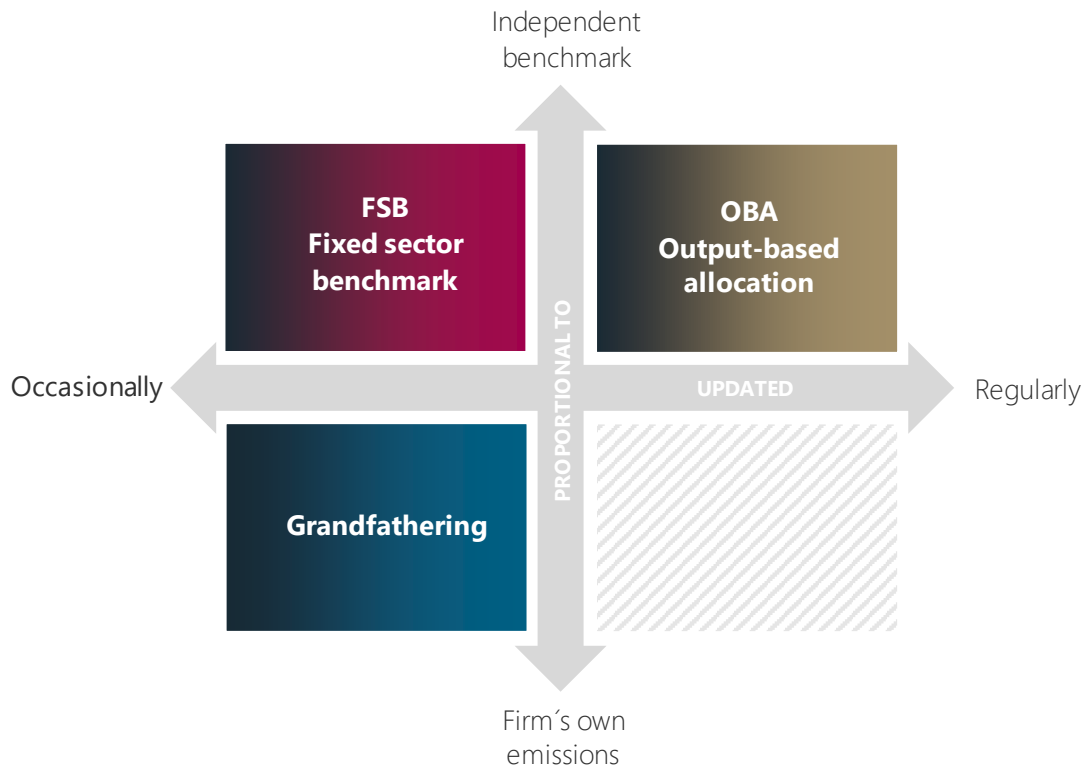 Independent
benchmark
FSB
Fixed sector
benchmark
OBA
Output-based
allocation
PROPORTIONAL TO
Occasionally
UPDATED
Regularly
Grandfathering
Firm´s own
emissions